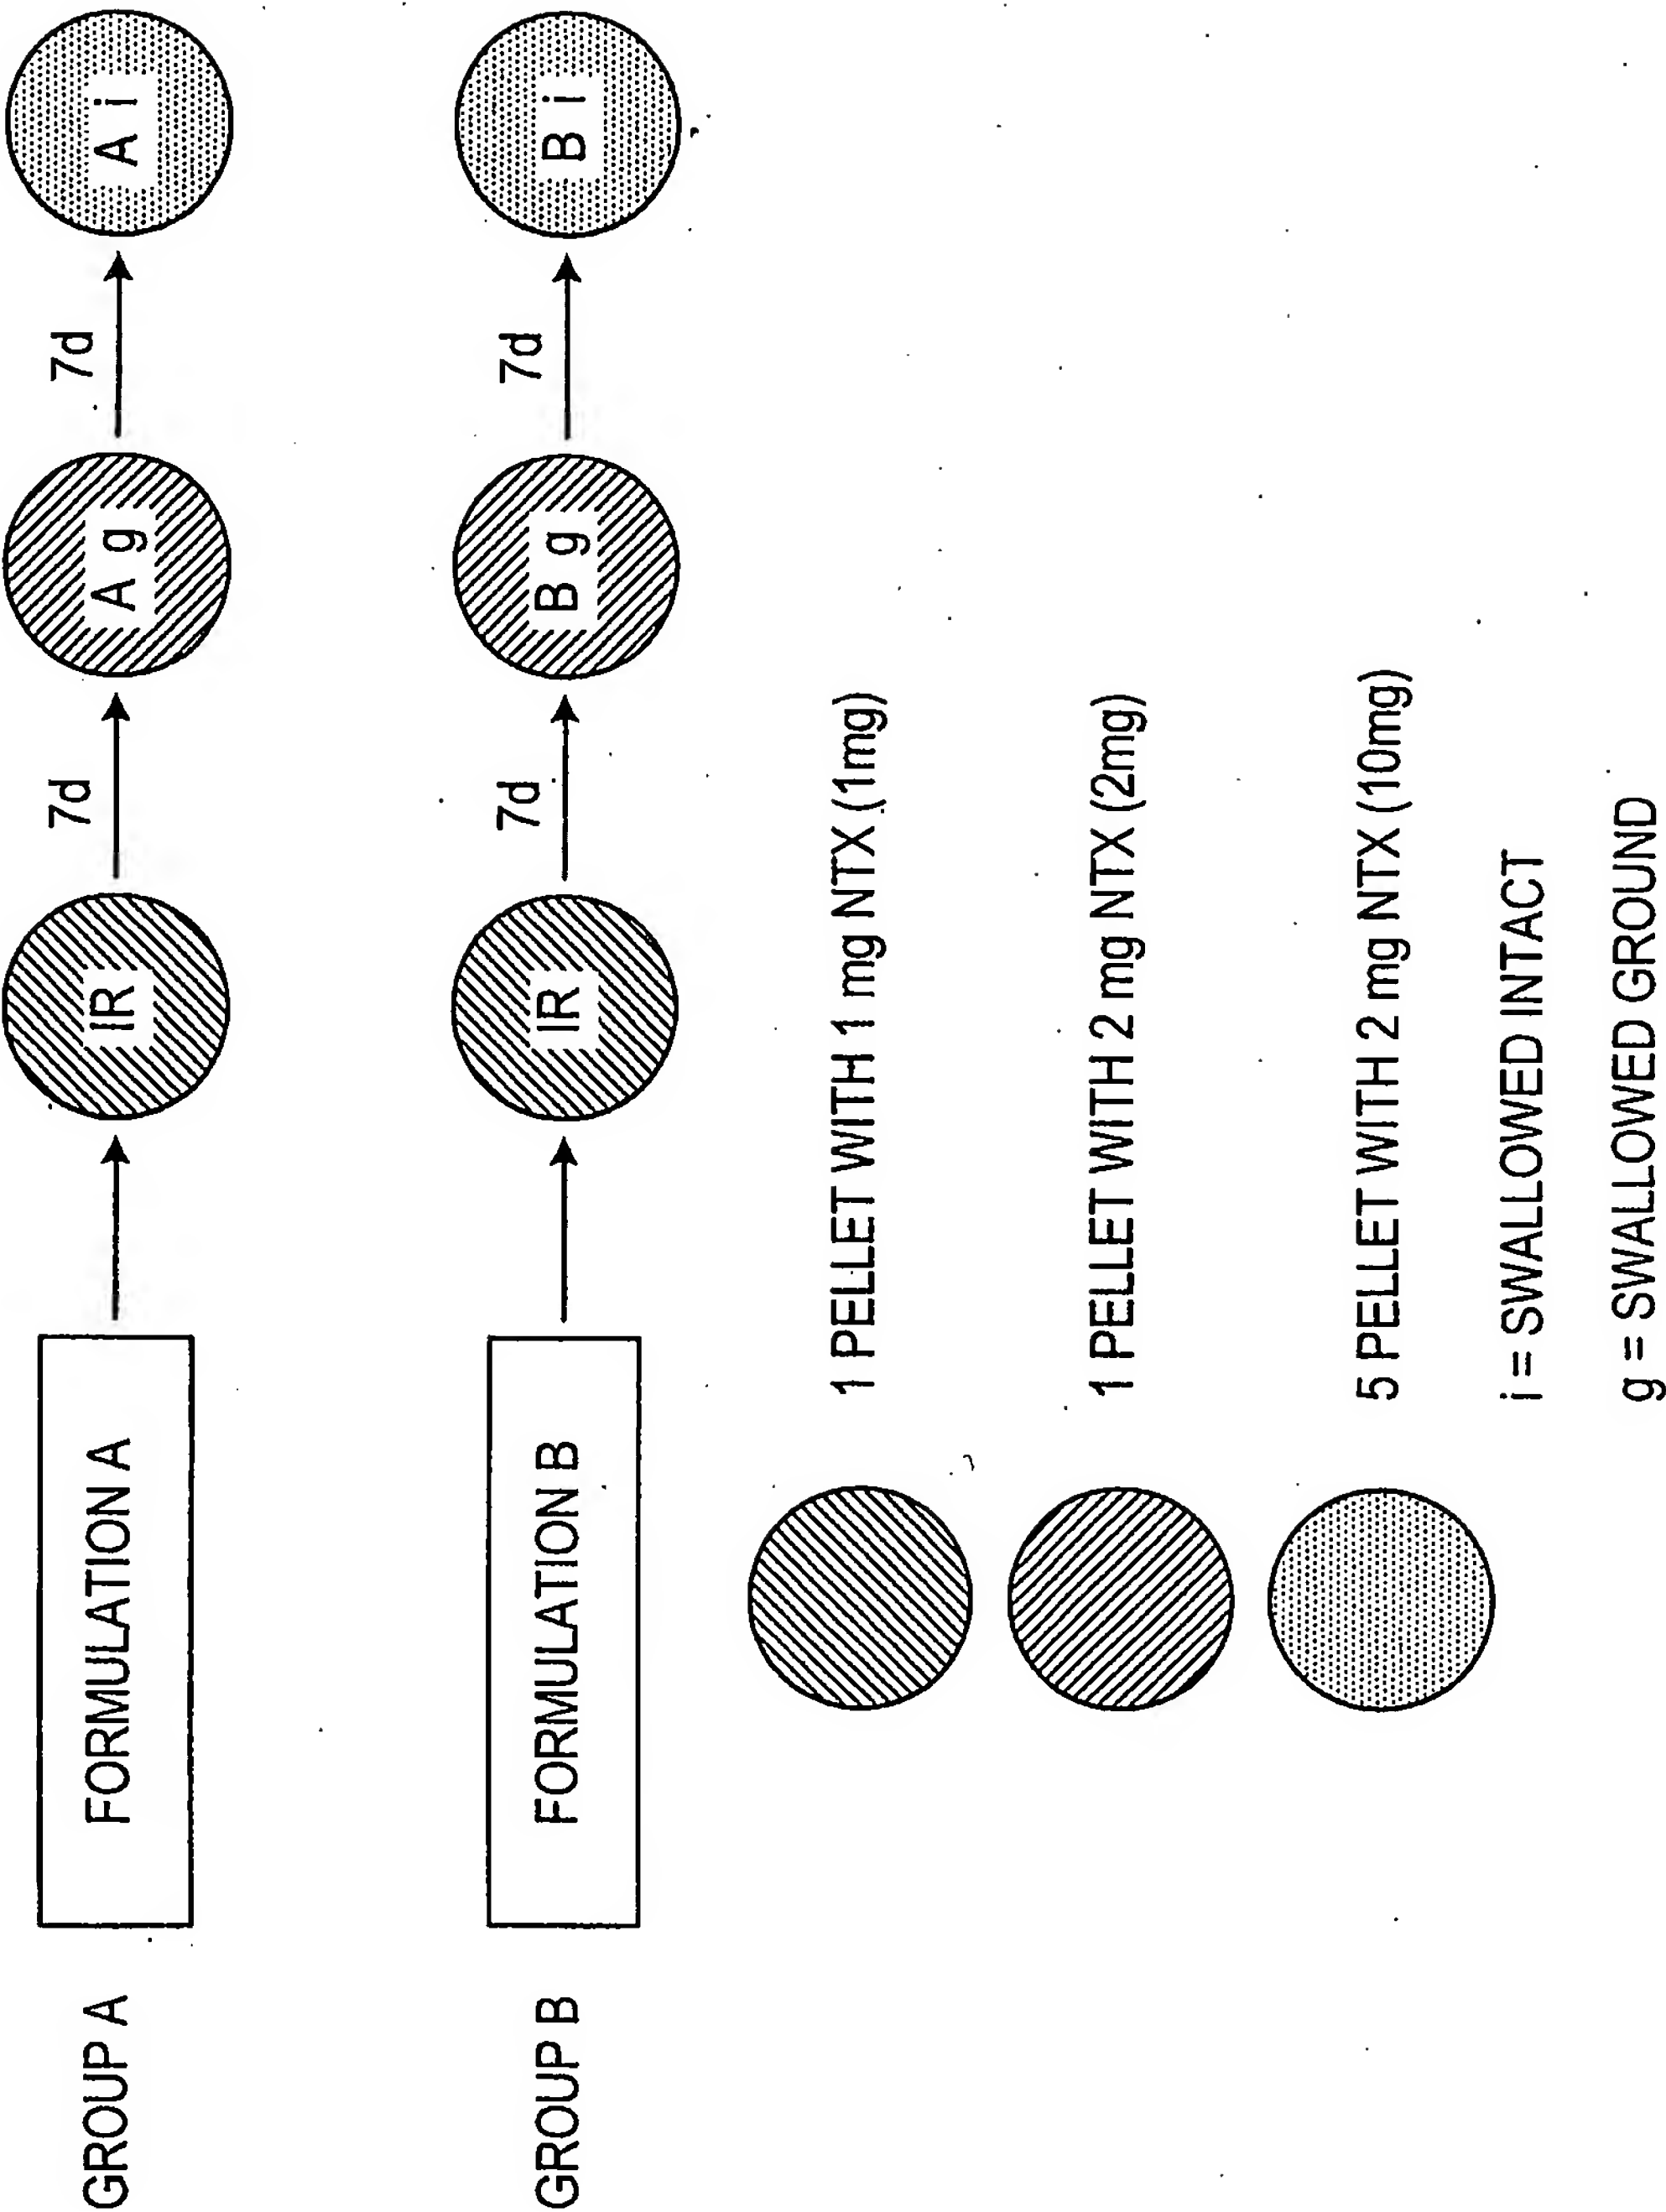 GROUP A
FORMULATION A
IR
7d
A g
7d
A i
GROUP B
FORMULATION B
IR
7d
B g
7d
B i
1 PELLET WITH 1 mg NTX (1mg)
1 PELLET WITH 2 mg NTX (2mg)
5 PELLET WITH 2 mg NTX (10mg)
i = SWALLOWED INTACT
g = SWALLOWED GROUND